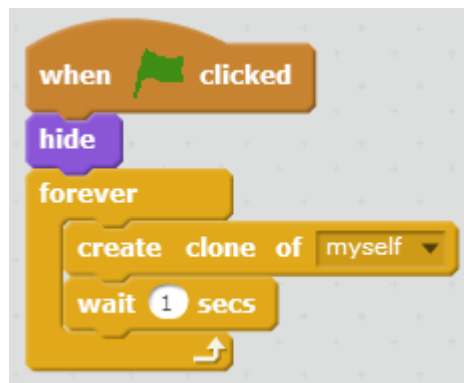 when clicked
hide
forever
create clone of myself
wait 1 secs